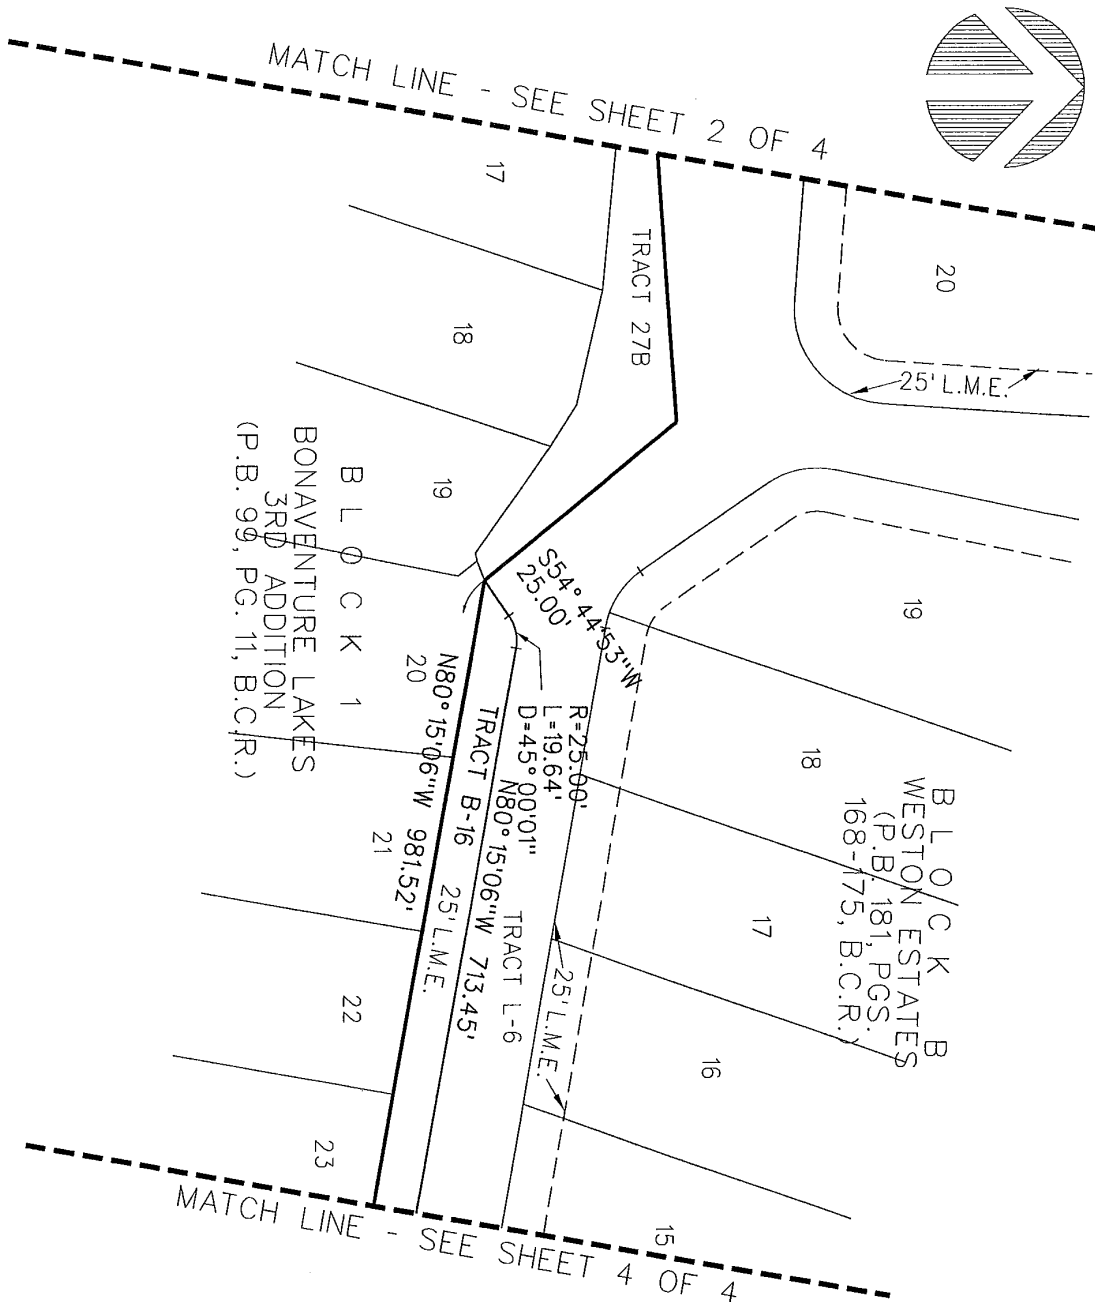 MATCH LINE - SEE SHEET 2 OF 4
17
18
19
20
TRACT 27B
20
25' L.M.E.
19
18
17
16
15
B L O C K B
WESTON ESTATES
(P.B. 181, PGS.
168-175, B.C.R.)
S54°44'53"W
25.00'
R=25.00'
L=19.64'
D=45°00'01"
N80°15'06"W 713.45'
TRACT L-6
25' L.M.E.
TRACT B-16 25' L.M.E.
N80°15'06"W 981.52'
21
22
23
B L O C K 1
BONAVENTURE LAKES
3RD ADDITION
(P.B. 99, PG. 11, B.C.R.)
MATCH LINE - SEE SHEET 4 OF 4